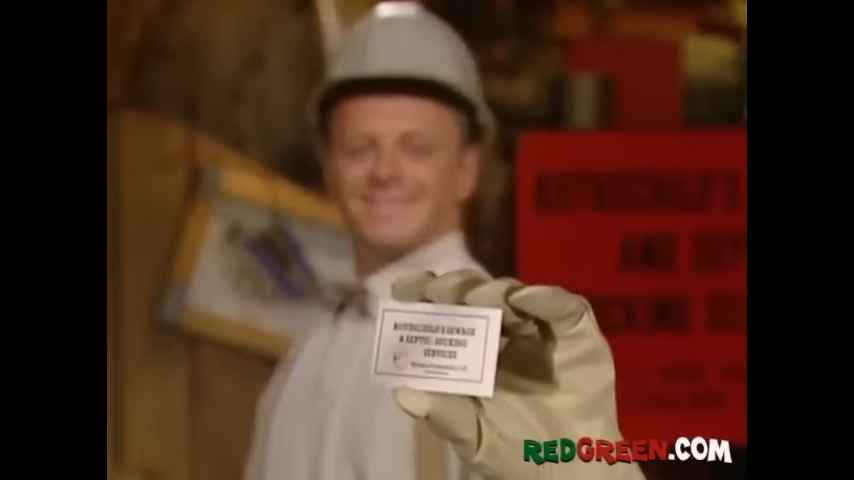 ROTHSCHILD'S
AND SEP
CKING SE
ROTHSCHILD'S SEWAGE
& SEPTIC SUCKING
SERVICES
REDGREEN.COM